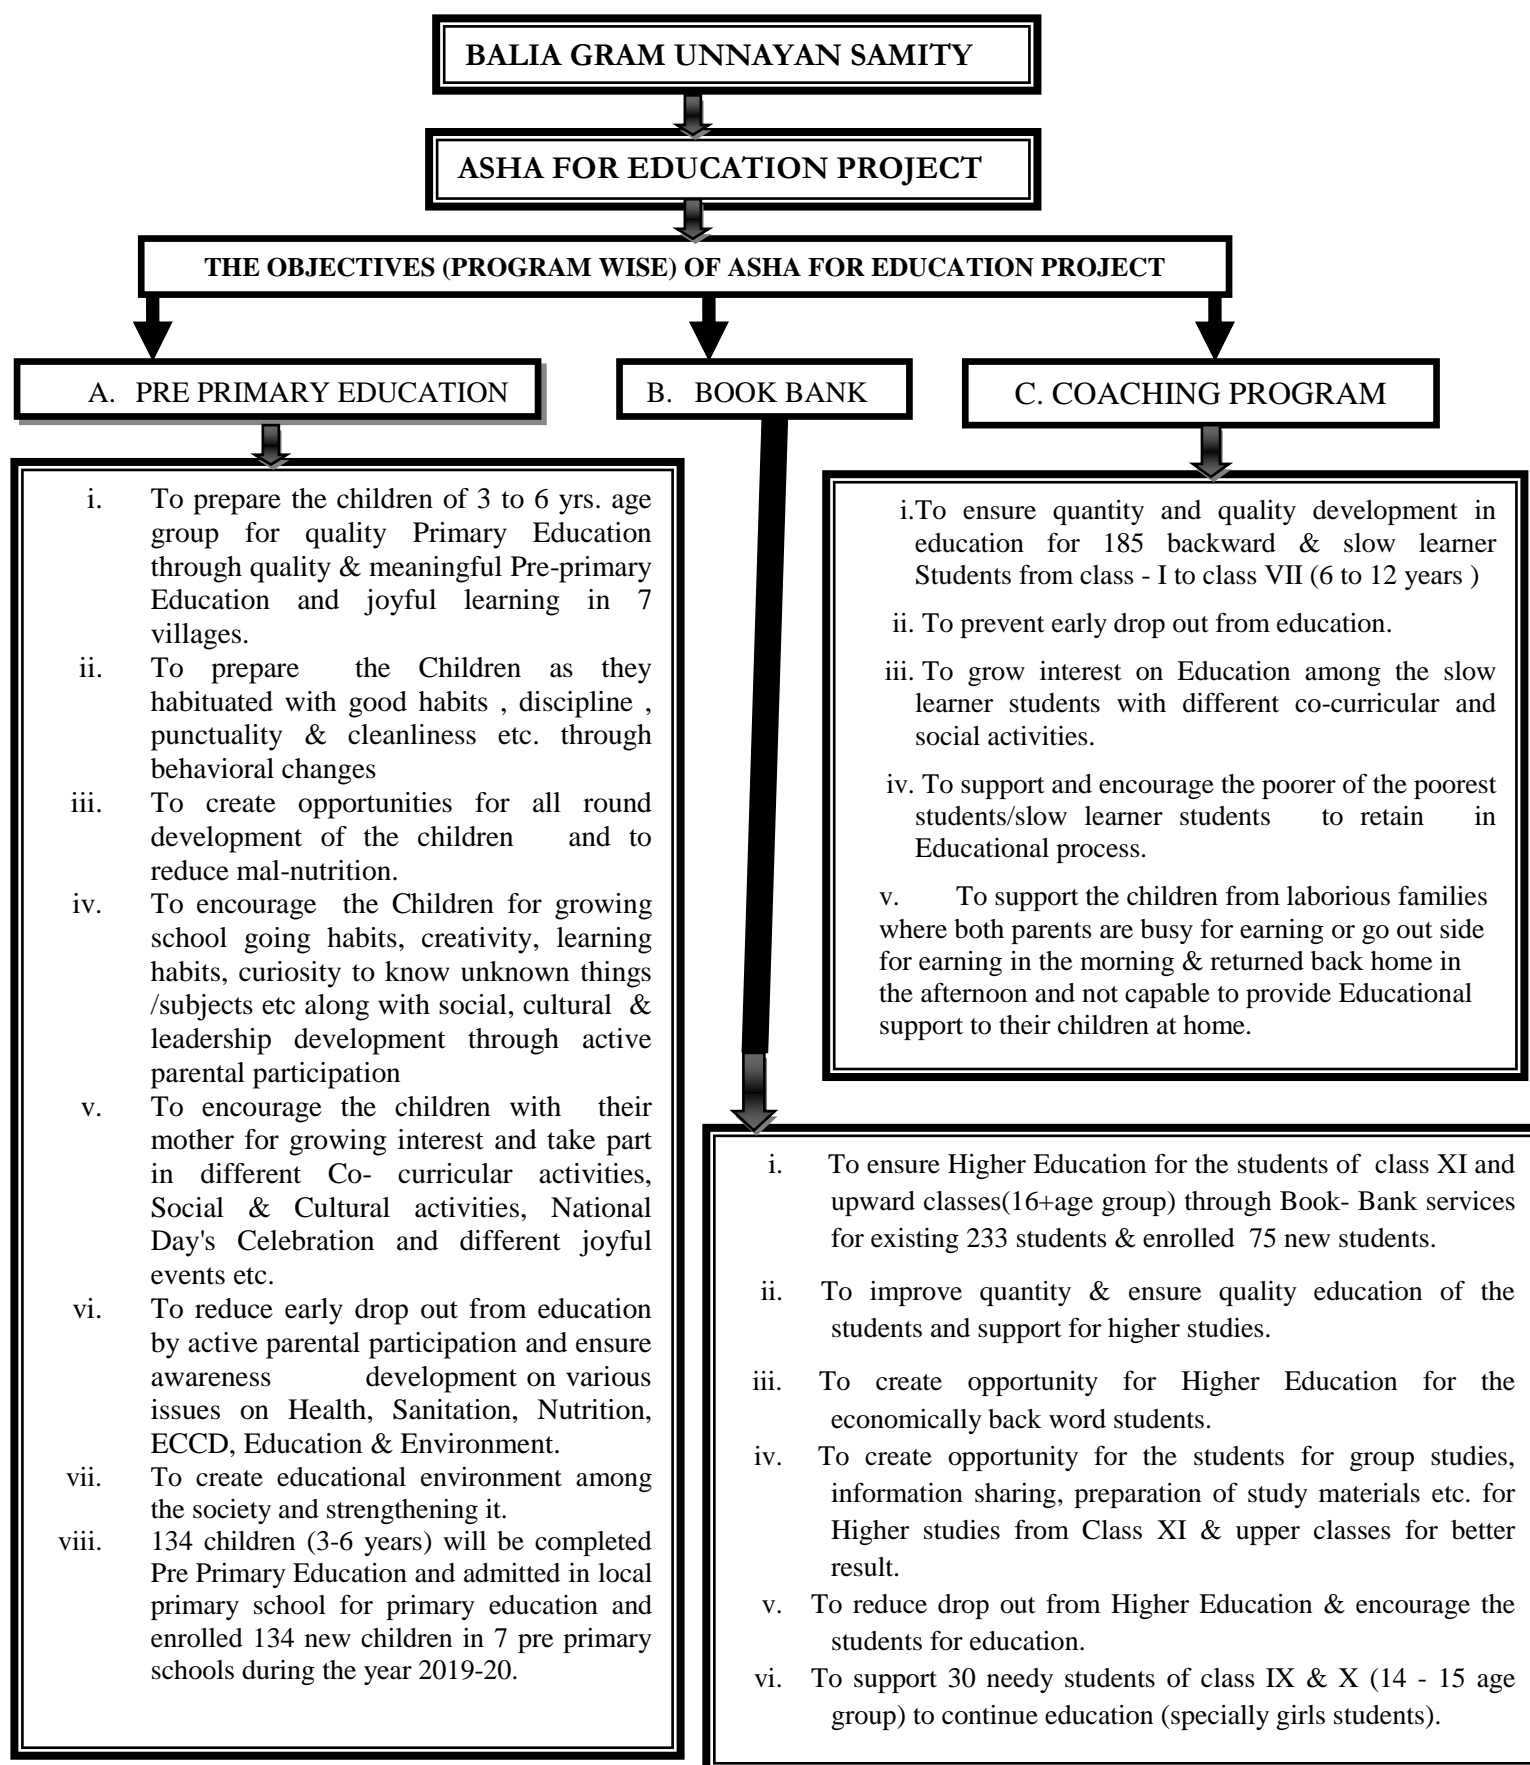 BALIA GRAM UNNAYAN SAMITY
ASHA FOR EDUCATION PROJECT
THE OBJECTIVES (PROGRAM WISE) OF ASHA FOR EDUCATION PROJECT
A. PRE PRIMARY EDUCATION
B. BOOK BANK
C. COACHING PROGRAM
i. To prepare the children of 3 to 6 yrs. age
group for quality Primary Education
through quality & meaningful Pre-primary
Education and joyful learning in 7
villages.
ii. To prepare the Children as they
habituated with good habits , discipline ,
punctuality & cleanliness etc. through
behavioral changes
iii. To create opportunities for all round
development of the children and to
reduce mal-nutrition.
iv. To encourage the Children for growing
school going habits, creativity, learning
habits, curiosity to know unknown things
/subjects etc along with social, cultural &
leadership development through active
parental participation
v. To encourage the children with their
mother for growing interest and take part
in different Co- curricular activities,
Social & Cultural activities, National
Day's Celebration and different joyful
events etc.
vi. To reduce early drop out from education
by active parental participation and ensure
awareness development on various
issues on Health, Sanitation, Nutrition,
ECCD, Education & Environment.
vii. To create educational environment among
the society and strengthening it.
viii. 134 children (3-6 years) will be completed
Pre Primary Education and admitted in local
primary school for primary education and
enrolled 134 new children in 7 pre primary
schools during the year 2019-20.
i.To ensure quantity and quality development in
education for 185 backward & slow learner
Students from class - I to class VII (6 to 12 years )
ii. To prevent early drop out from education.
iii. To grow interest on Education among the slow
learner students with different co-curricular and
social activities.
iv. To support and encourage the poorer of the poorest
students/slow learner students to retain in
Educational process.
v. To support the children from laborious families
where both parents are busy for earning or go out side
for earning in the morning & returned back home in
the afternoon and not capable to provide Educational
support to their children at home.
i. To ensure Higher Education for the students of class XI and
upward classes(16+age group) through Book- Bank services
for existing 233 students & enrolled 75 new students.
ii. To improve quantity & ensure quality education of the
students and support for higher studies.
iii. To create opportunity for Higher Education for the
economically back word students.
iv. To create opportunity for the students for group studies,
information sharing, preparation of study materials etc. for
Higher studies from Class XI & upper classes for better
result.
v. To reduce drop out from Higher Education & encourage the
students for education.
vi. To support 30 needy students of class IX & X (14 - 15 age
group) to continue education (specially girls students).